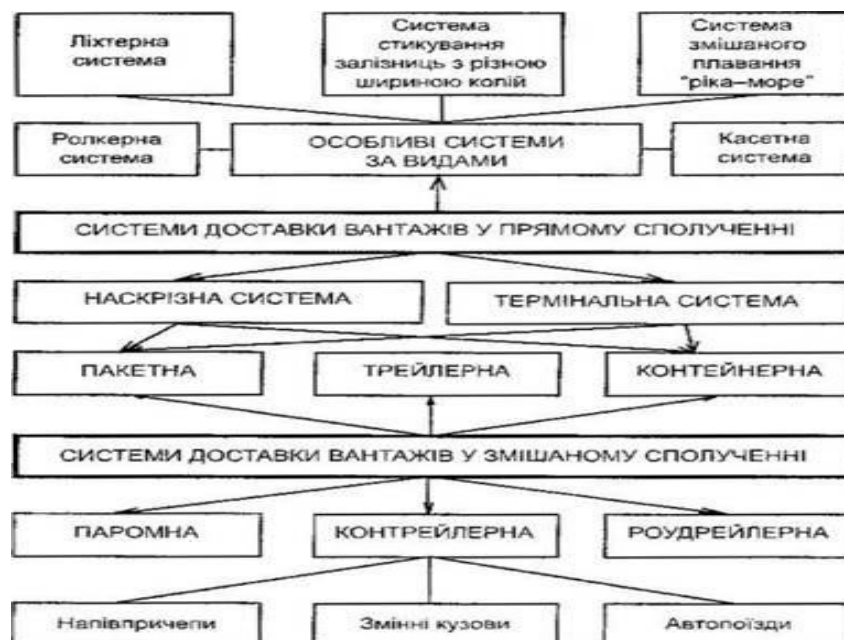 Ліхтерна
система
Система
стикування
залізниць з різною
шириною колій
Система
змішаного
плавання
"ріка–море"
Ролкерна
система
ОСОБЛИВІ СИСТЕМИ
ЗА ВИДАМИ
Касетна
система
СИСТЕМИ ДОСТАВКИ ВАНТАЖІВ У ПРЯМОМУ СПОЛУЧЕННІ
НАСКРІЗНА СИСТЕМА
ТЕРМІНАЛЬНА СИСТЕМА
ПАКЕТНА
ТРЕЙЛЕРНА
КОНТЕЙНЕРНА
СИСТЕМИ ДОСТАВКИ ВАНТАЖІВ У ЗМІШАНОМУ СПОЛУЧЕННІ
ПАРОМНА
КОНТРЕЙЛЕРНА
РОУДРЕЙЛЕРНА
Напівпричепи
Змінні кузови
Автопоїзди